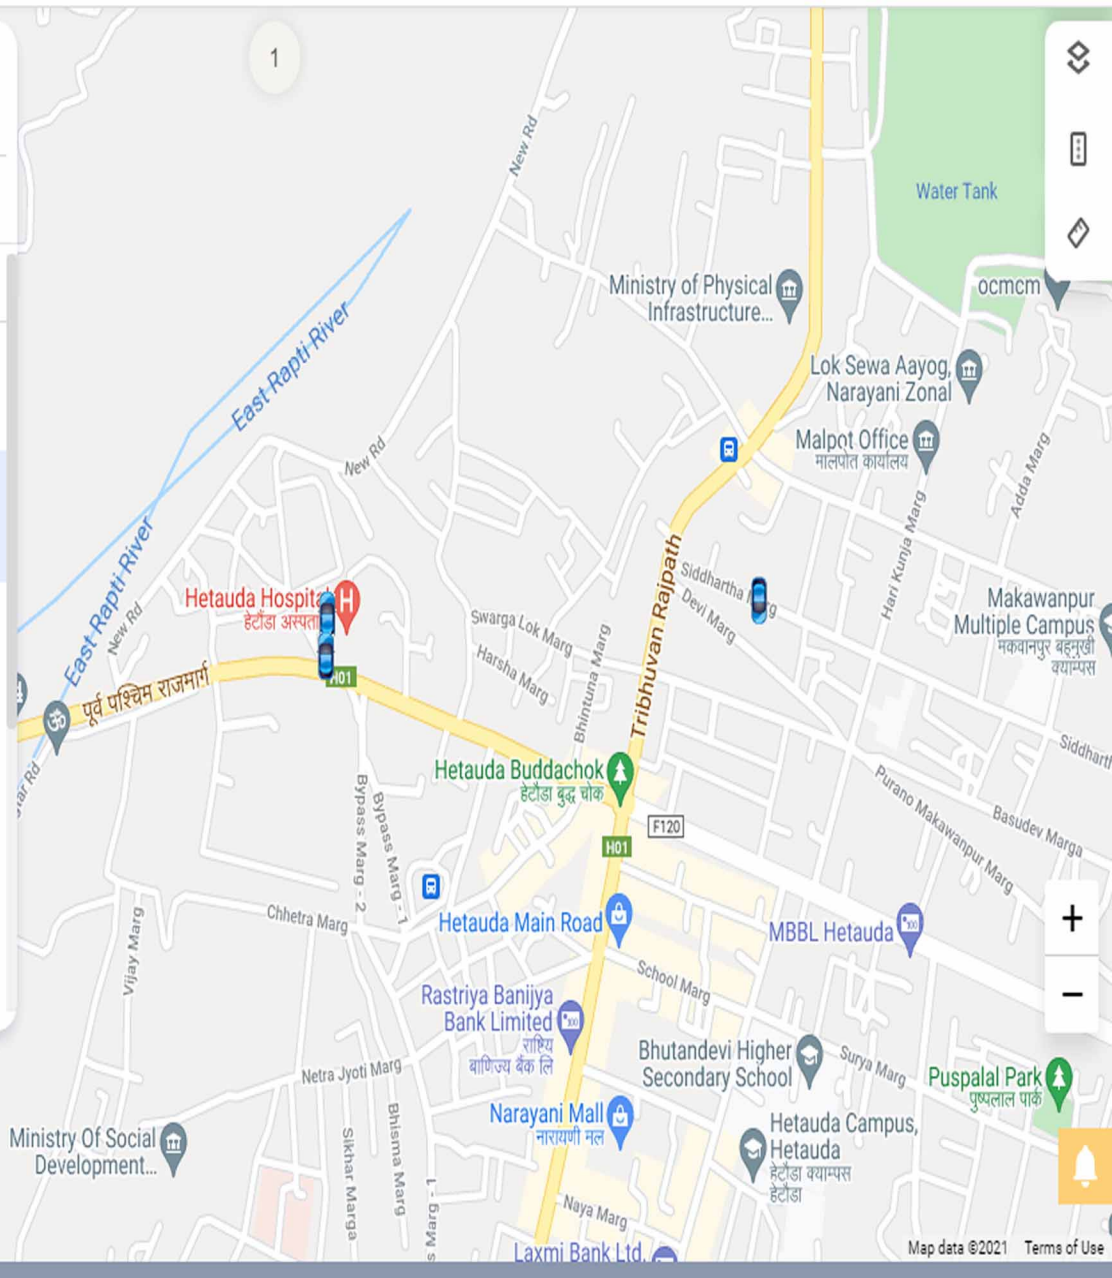 1
New Rd
Water Tank
Ministry of Physical
Infrastructure...
ocmcm
East Rapti River
Lok Sewa Aayog,
Narayani Zonal
New Rd
Malpot Office
मालपोत कार्यालय
Adda Marg
Hari Kunja Marg
East Rapti River
Tribhuvan Rajpath
Siddhartha Marg
Devi Marg
Hetauda Hospital
हेटौंडा अस्पता
H
New Rd
Swarga Lok Marg
Harsha Marg
Bhintuna Marg
Makawanpur
Multiple Campus
मकवानपुर बहुमुखी
क्याम्पस
H01
पूर्व पश्चिम राजमार्ग
ॐ
Siddharth
Hetauda Buddachok
हेटौडा बुद्ध चोक
F120
H01
Purano Makawanpur Marg
Basudev Marga
Bypass Marg - 2
Bypass Marg - 1
Chhetra Marg
Vijay Marg
Hetauda Main Road
MBBL Hetauda
+
−
School Marg
Rastriya Banijya
Bank Limited
राष्ट्रिय
बाणिज्य बैंक लि
Bhutandevi Higher
Secondary School
Surya Marg
Puspalal Park
पुष्पलाल पार्क
Netra Jyoti Marg
Narayani Mall
नारायणी मल
Hetauda Campus,
Hetauda
हेटौंडा क्याम्पस
हेटौंडा
Ministry Of Social
Development...
Sikhar Marga
Bhisma Marg
s Marg - 1
Naya Marg
Laxmi Bank Ltd.
Map data ©2021
Terms of Use